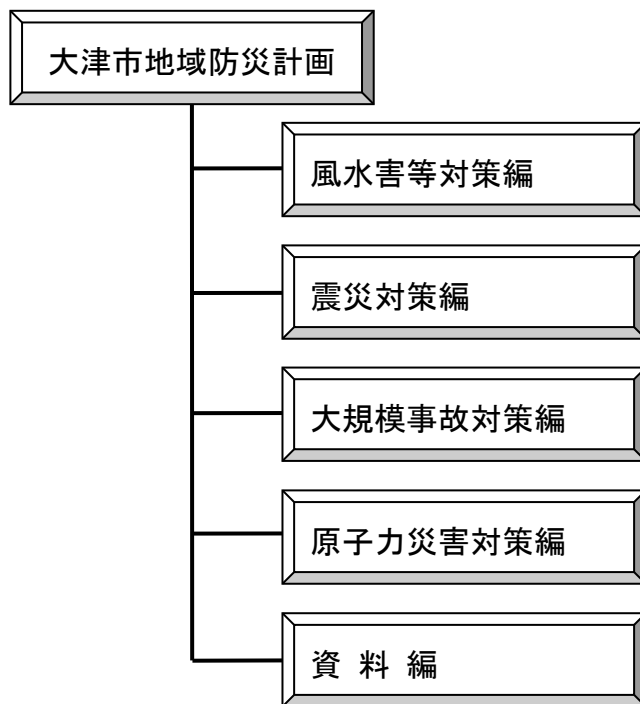 大津市地域防災計画
風水害等対策編
震災対策編
大規模事故対策編
原子力災害対策編
資 料 編